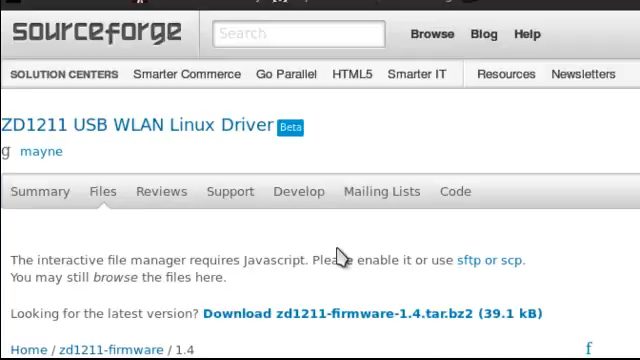 sourceforge Search Browse Blog Help
SOLUTION CENTERS Smarter Commerce Go Parallel HTML5 Smarter IT Resources Newsletters
ZD1211 USB WLAN Linux Driver Beta
g mayne
Summary Files Reviews Support Develop Mailing Lists Code
The interactive file manager requires Javascript. Please enable it or use sftp or scp.
You may still browse the files here.
Looking for the latest version? Download zd1211-firmware-1.4.tar.bz2 (39.1 kB)
Home / zd1211-firmware / 1.4 f